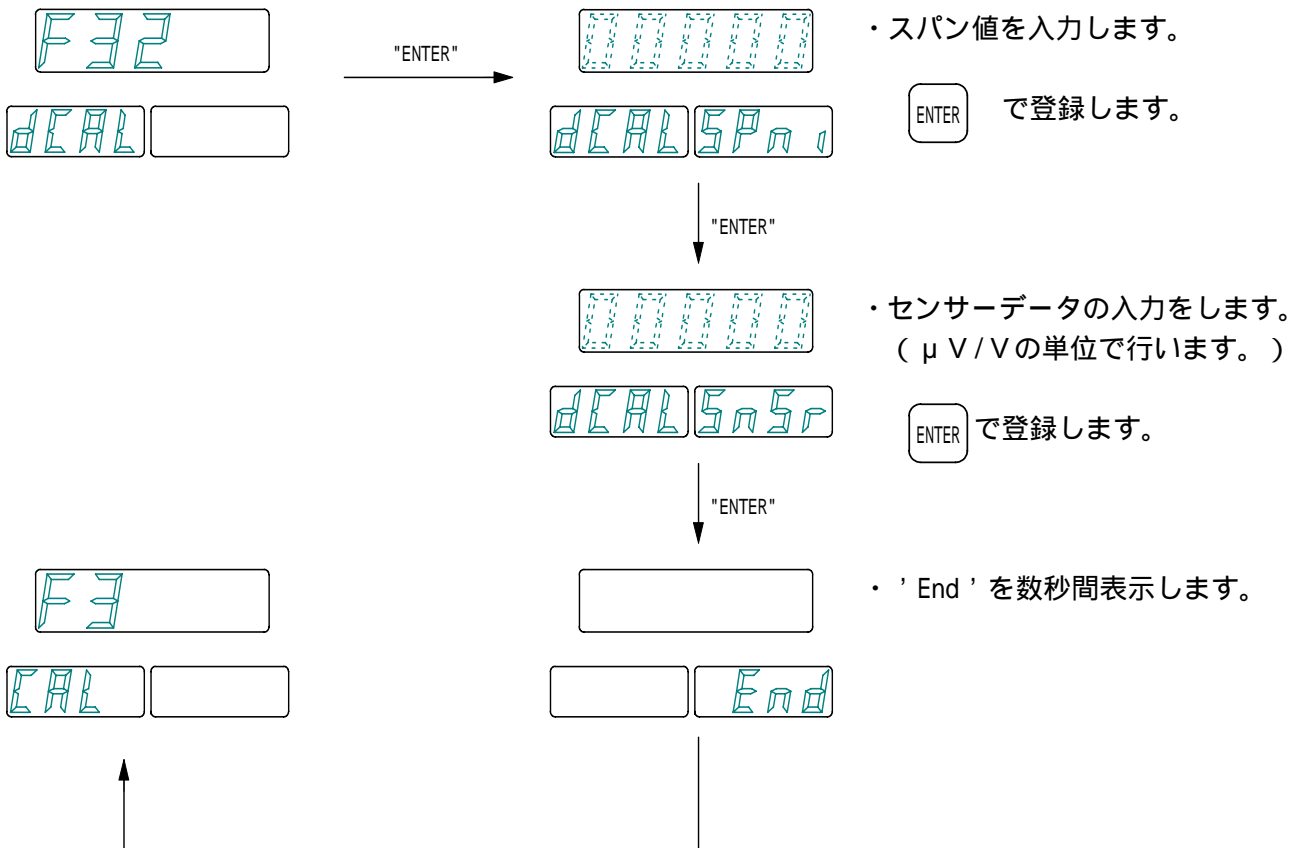 F32
"ENTER"
00000
・スパン値を入力します。
dCAL
dCAL SPn i
ENTER で登録します。
"ENTER"
00000
・センサーデータの入力をします。
( μV/Vの単位で行います。)
dCAL SnSr
ENTER で登録します。
"ENTER"
F3
・ ’End’を数秒間表示します。
CAL
End